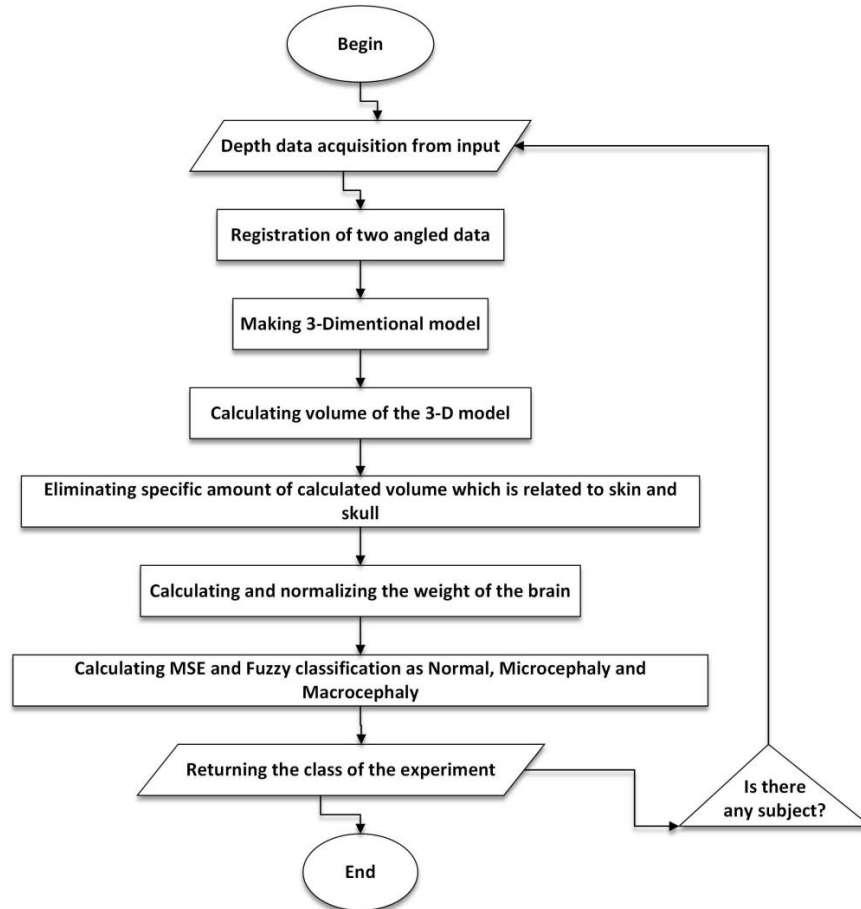 Begin
Depth data acquisition from input
Registration of two angled data
Making 3-Dimentional model
Calculating volume of the 3-D model
Eliminating specific amount of calculated volume which is related to skin and
skull
Calculating and normalizing the weight of the brain
Calculating MSE and Fuzzy classification as Normal, Microcephaly and
Macrocephaly
Returning the class of the experiment
Is there
any subject?
End